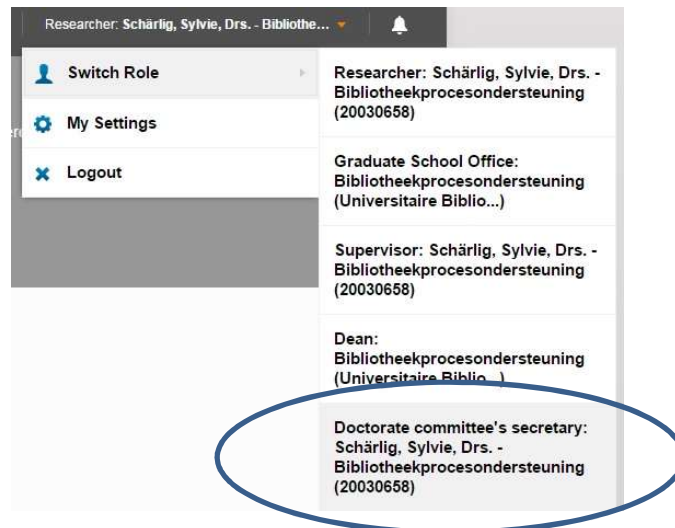 Researcher: Schärlig, Sylvie, Drs. - Bibliothe...
Switch Role
My Settings
Logout
Researcher: Schärlig, Sylvie, Drs. -
Bibliotheekprocesondersteuning
(20030658)
Graduate School Office:
Bibliotheekprocesondersteuning
(Universitaire Biblio...)
Supervisor: Schärlig, Sylvie, Drs. -
Bibliotheekprocesondersteuning
(20030658)
Dean:
Bibliotheekprocesondersteuning
(Universitaire Biblio...)
Doctorate committee's secretary:
Schärlig, Sylvie, Drs. -
Bibliotheekprocesondersteuning
(20030658)